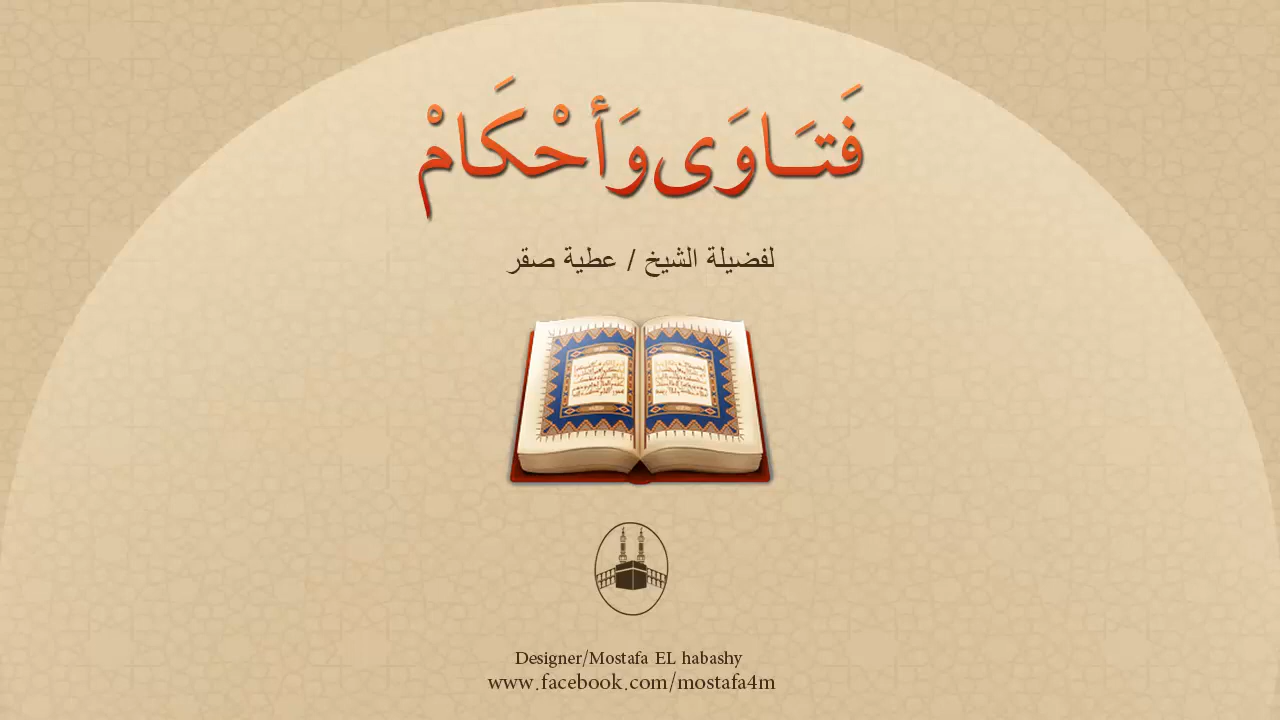 فَتَاوَى وَأَحْكَامْ
لفضيلة الشيخ / عطية صقر
Designer/Mostafa EL habashy
www.facebook.com/mostafa4m